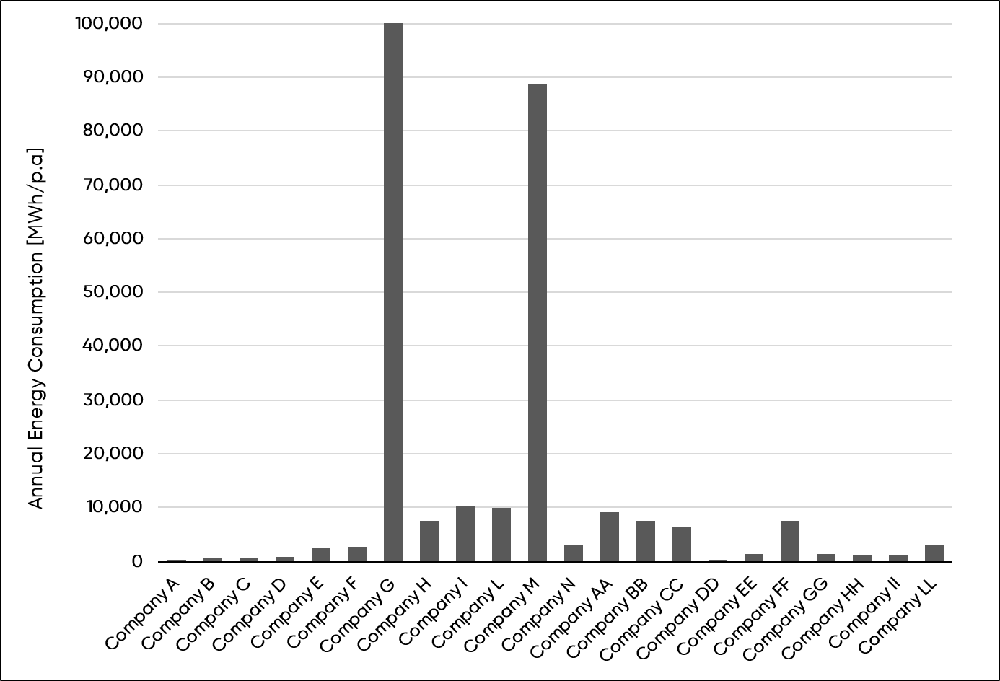 100,000
90,000
80,000
70,000
60,000
50,000
40,000
30,000
20,000
10,000
0
Annual Energy Consumption [MWh/p.a]
Company A
Company B
Company C
Company D
Company E
Company F
Company G
Company H
Company I
Company L
Company M
Company N
Company AA
Company BB
Company CC
Company DD
Company EE
Company FF
Company GG
Company HH
Company II
Company LL